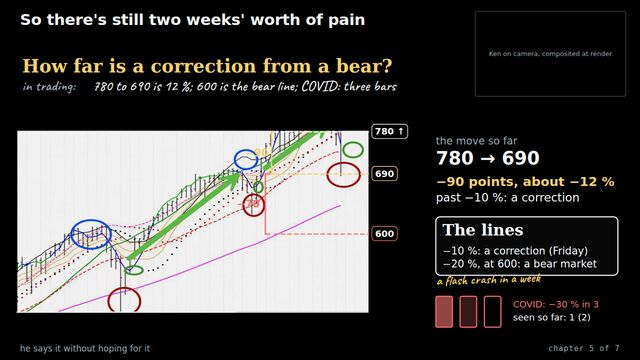 So there's still two weeks' worth of pain
Ken on camera, composited at render
How far is a correction from a bear?
in trading: 780 to 690 is 12 %; 600 is the bear line; COVID: three bars
780 ↑
690
600
the move so far
780 → 690
−90 points, about −12 %
past −10 %: a correction
The lines
−10 %: a correction (Friday)
−20 %, at 600: a bear market
a flash crash in a week
COVID: −30 % in 3
seen so far: 1 (2)
he says it without hoping for it
chapter 5 of 7